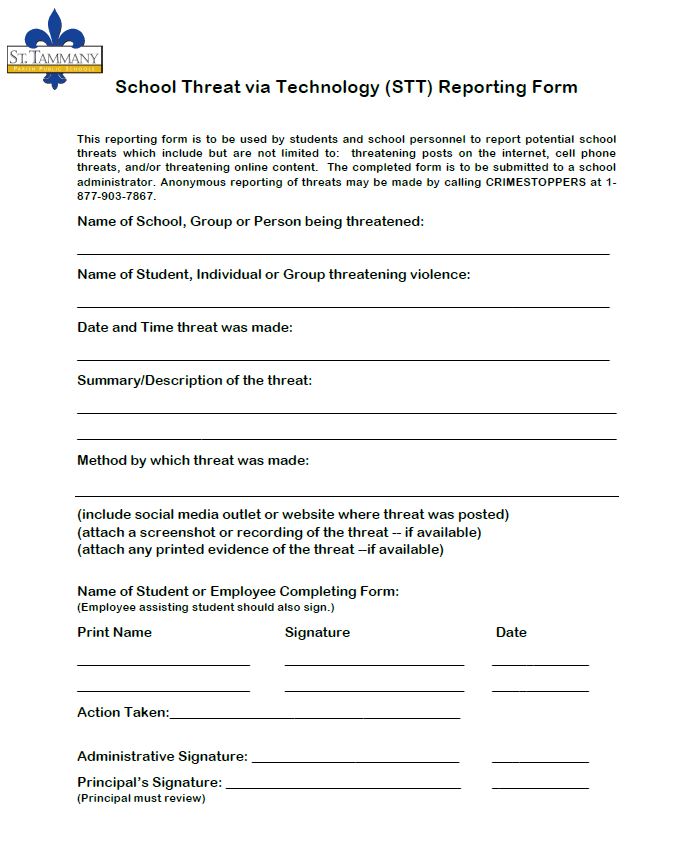 ST. TAMMANY
PARISH PUBLIC SCHOOLS
School Threat via Technology (STT) Reporting Form
This reporting form is to be used by students and school personnel to report potential school
threats which include but are not limited to:  threatening posts on the internet, cell phone
threats, and/or threatening online content.  The completed form is to be submitted to a school
administrator. Anonymous reporting of threats may be made by calling CRIMESTOPPERS at 1-
877-903-7867.
Name of School, Group or Person being threatened:
Name of Student, Individual or Group threatening violence:
Date and Time threat was made:
Summary/Description of the threat:
Method by which threat was made:
(include social media outlet or website where threat was posted)
(attach a screenshot or recording of the threat -- if available)
(attach any printed evidence of the threat --if available)
Name of Student or Employee Completing Form:
(Employee assisting student should also sign.)
Print Name Signature Date
Action Taken:
Administrative Signature:
Principal's Signature:
(Principal must review)